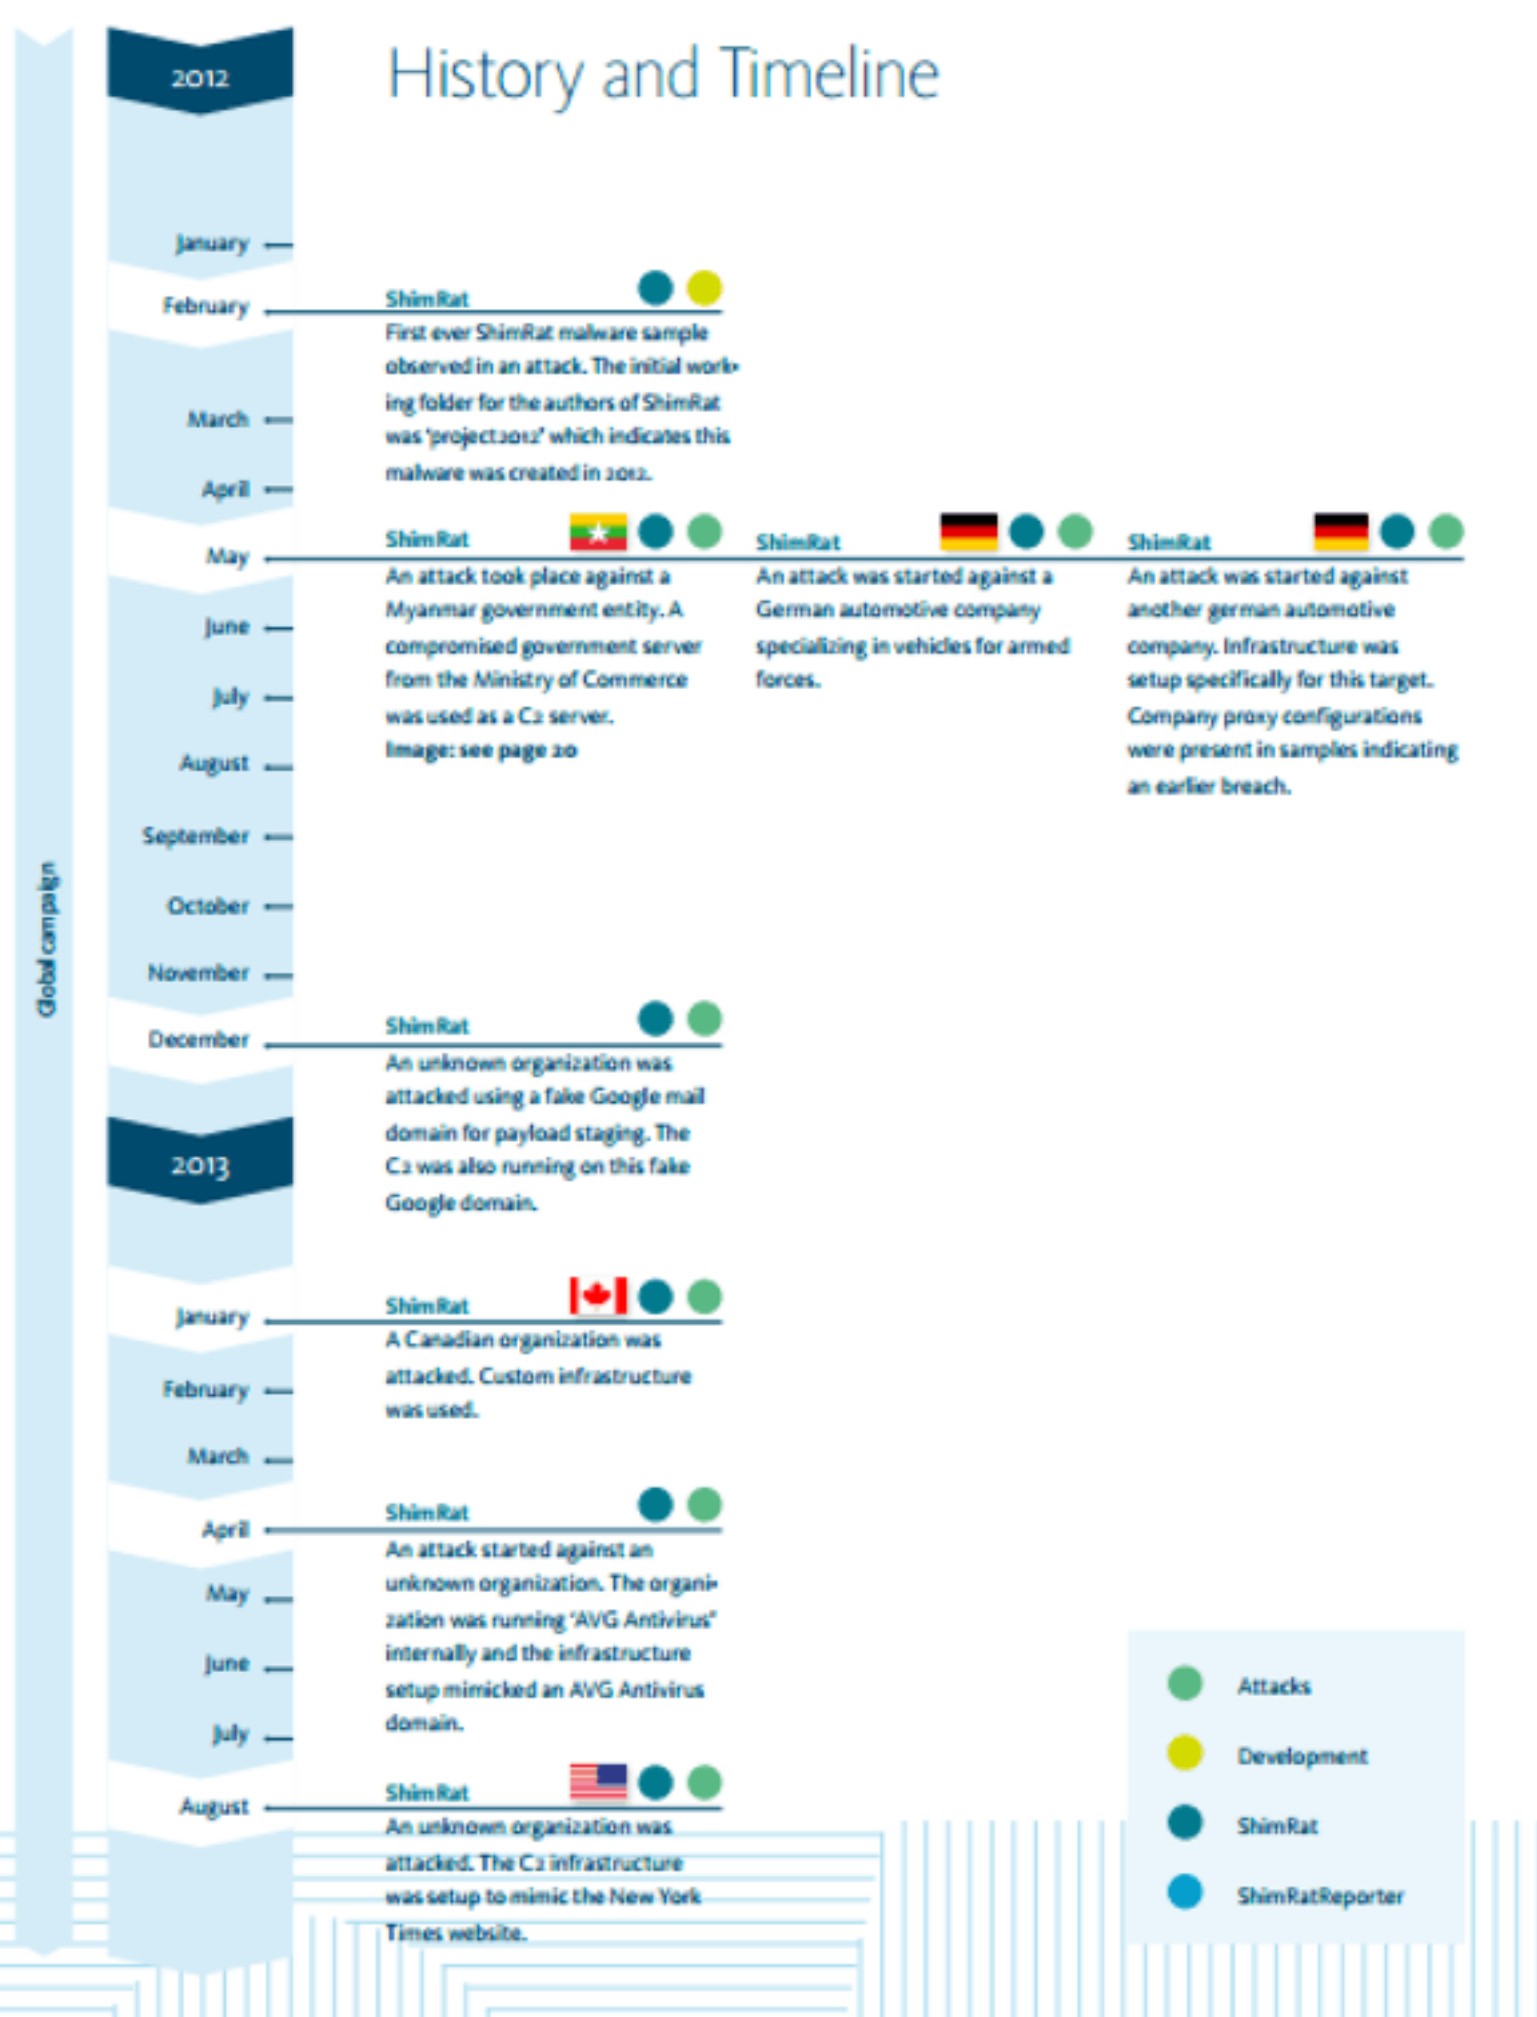 History and Timeline
Global campaign
2012
January
February
March
April
May
June
July
August
September
October
November
December
2013
January
February
March
April
May
June
July
August
ShimRat
First ever ShimRat malware sample
observed in an attack. The initial work-
ing folder for the authors of ShimRat
was 'project2012' which indicates this
malware was created in 2012.
ShimRat
An attack took place against a
Myanmar government entity. A
compromised government server
from the Ministry of Commerce
was used as a C2 server.
Image: see page 20
ShimRat
An attack was started against a
German automotive company
specializing in vehicles for armed
forces.
ShimRat
An attack was started against
another german automotive
company. Infrastructure was
setup specifically for this target.
Company proxy configurations
were present in samples indicating
an earlier breach.
ShimRat
An unknown organization was
attacked using a fake Google mail
domain for payload staging. The
C2 was also running on this fake
Google domain.
ShimRat
A Canadian organization was
attacked. Custom infrastructure
was used.
ShimRat
An attack started against an
unknown organization. The organi-
zation was running 'AVG Antivirus"
internally and the infrastructure
setup mimicked an AVG Antivirus
domain.
ShimRat
An unknown organization was
attacked. The C2 infrastructure
was setup to mimic the New York
Times website.
Attacks
Development
ShimRat
ShimRatReporter